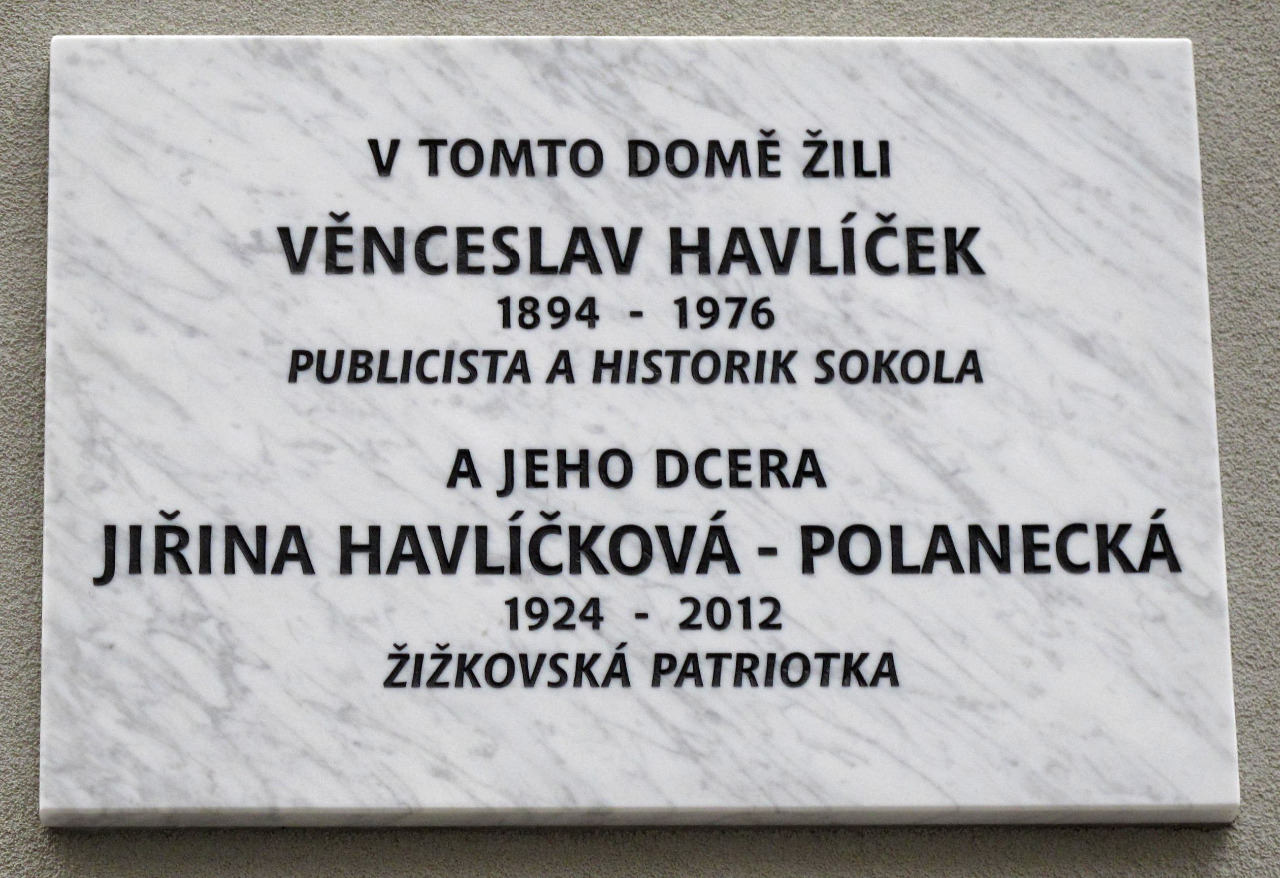 V TOMTO DOMĚ ŽILI
VĚNCESLAV HAVLÍČEK
1894 - 1976
PUBLICISTA A HISTORIK SOKOLA
A JEHO DCERA
JIŘINA HAVLÍČKOVÁ - POLANECKÁ
1924 - 2012
ŽIŽKOVSKÁ PATRIOTKA